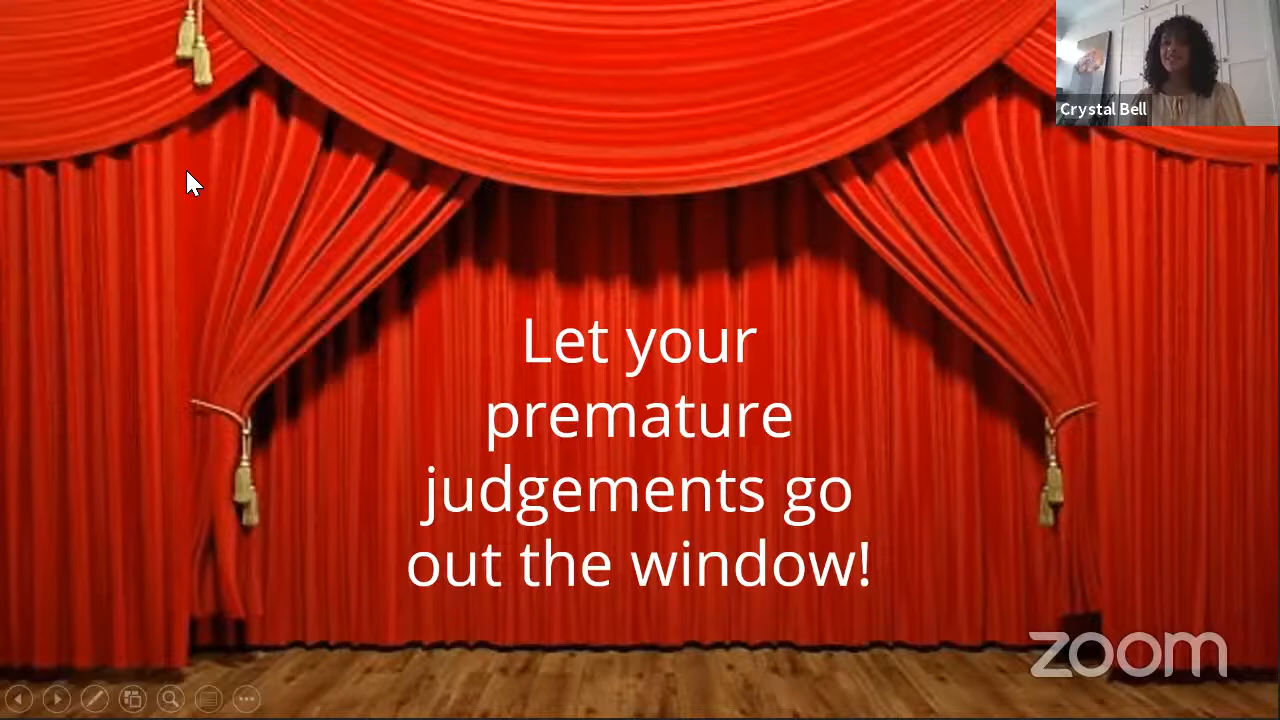 Crystal Bell
Let your
premature
judgements go
out the window!
zoom